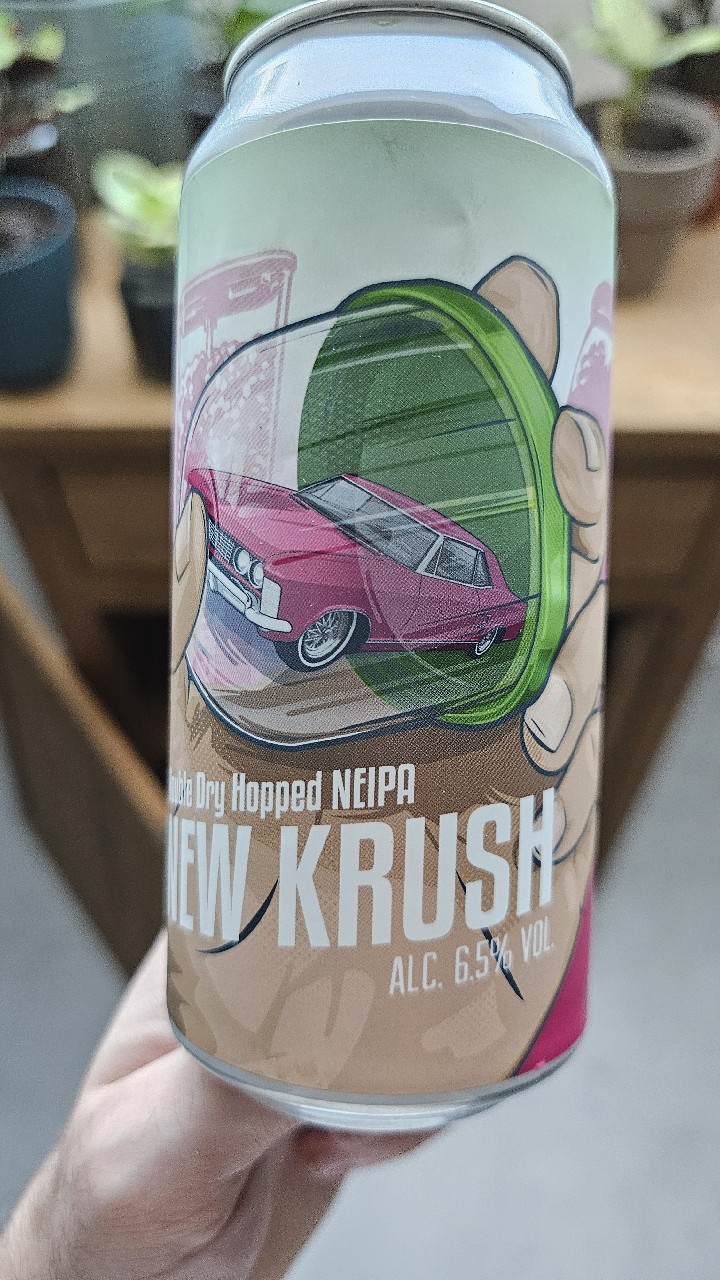 Dry Hopped NEIPA
NEW KRUSH
ALC. 6.5% VOL.